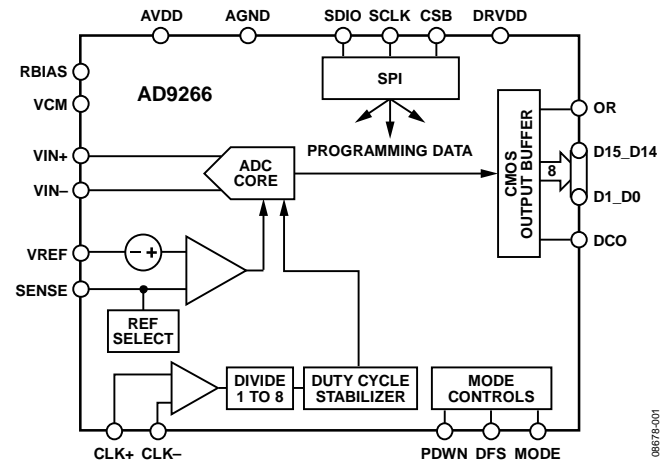 AVDD AGND SDIO SCLK CSB DRVDD
RBIAS
VCM
AD9266
SPI
PROGRAMMING DATA
VIN+
VIN–
ADC
CORE
CMOS
OUTPUT BUFFER
OR
D15_D14
8
D1_D0
DCO
VREF
– +
SENSE
REF
SELECT
DIVIDE
1 TO 8
DUTY CYCLE
STABILIZER
MODE
CONTROLS
CLK+ CLK–
PDWN DFS MODE
08678-001